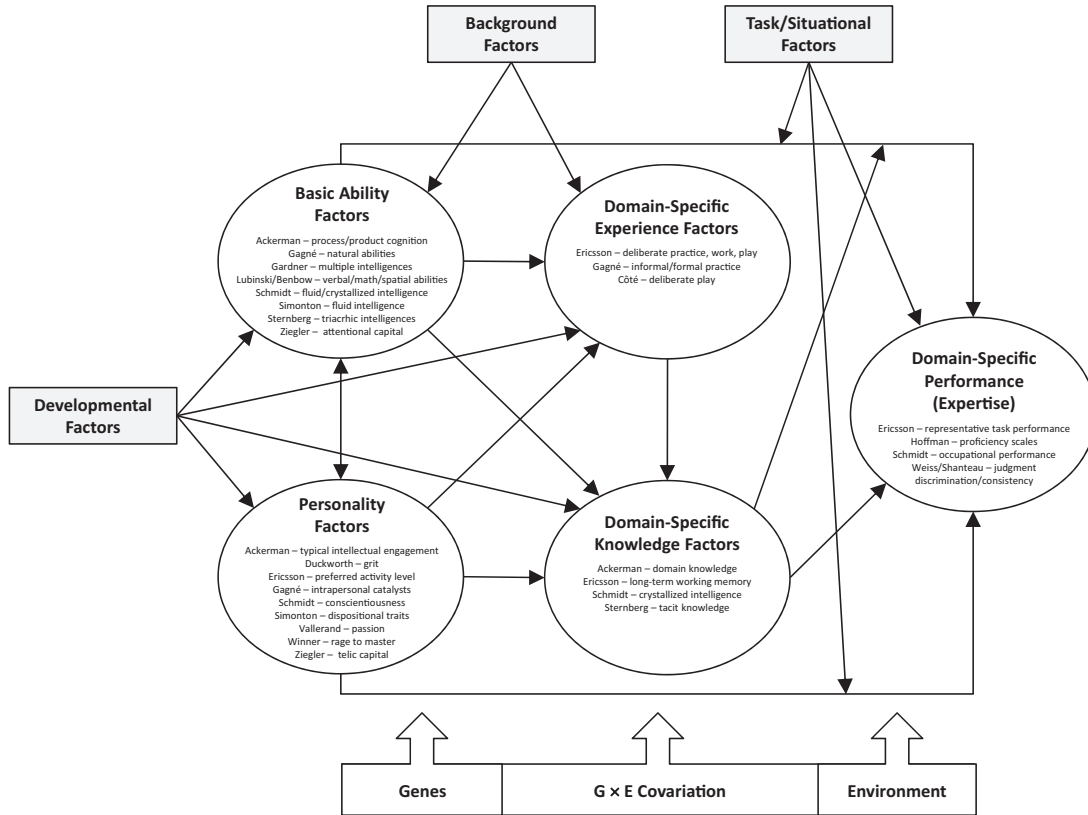 Background
Factors
Task/Situational
Factors
Basic Ability
Factors
Ackerman – process/product cognition
Gagné – natural abilities
Gardner – multiple intelligences
Lubinski/Benbow – verbal/math/spatial abilities
Schmidt – fluid/crystallized intelligence
Simonton – fluid intelligence
Sternberg – triacrhic intelligences
Ziegler – attentional capital
Domain-Specific
Experience Factors
Ericsson – deliberate practice, work, play
Gagné – informal/formal practice
Côté – deliberate play
Developmental
Factors
Domain-Specific
Performance
(Expertise)
Ericsson – representative task performance
Hoffman – proficiency scales
Schmidt – occupational performance
Weiss/Shanteau – judgment
discrimination/consistency
Personality
Factors
Ackerman – typical intellectual engagement
Duckworth – grit
Ericsson – preferred activity level
Gagné – intrapersonal catalysts
Schmidt – conscientiousness
Simonton – dispositional traits
Vallerand – passion
Winner – rage to master
Ziegler – telic capital
Domain-Specific
Knowledge Factors
Ackerman – domain knowledge
Ericsson – long-term working memory
Schmidt – crystallized intelligence
Sternberg – tacit knowledge
Genes
G × E Covariation
Environment